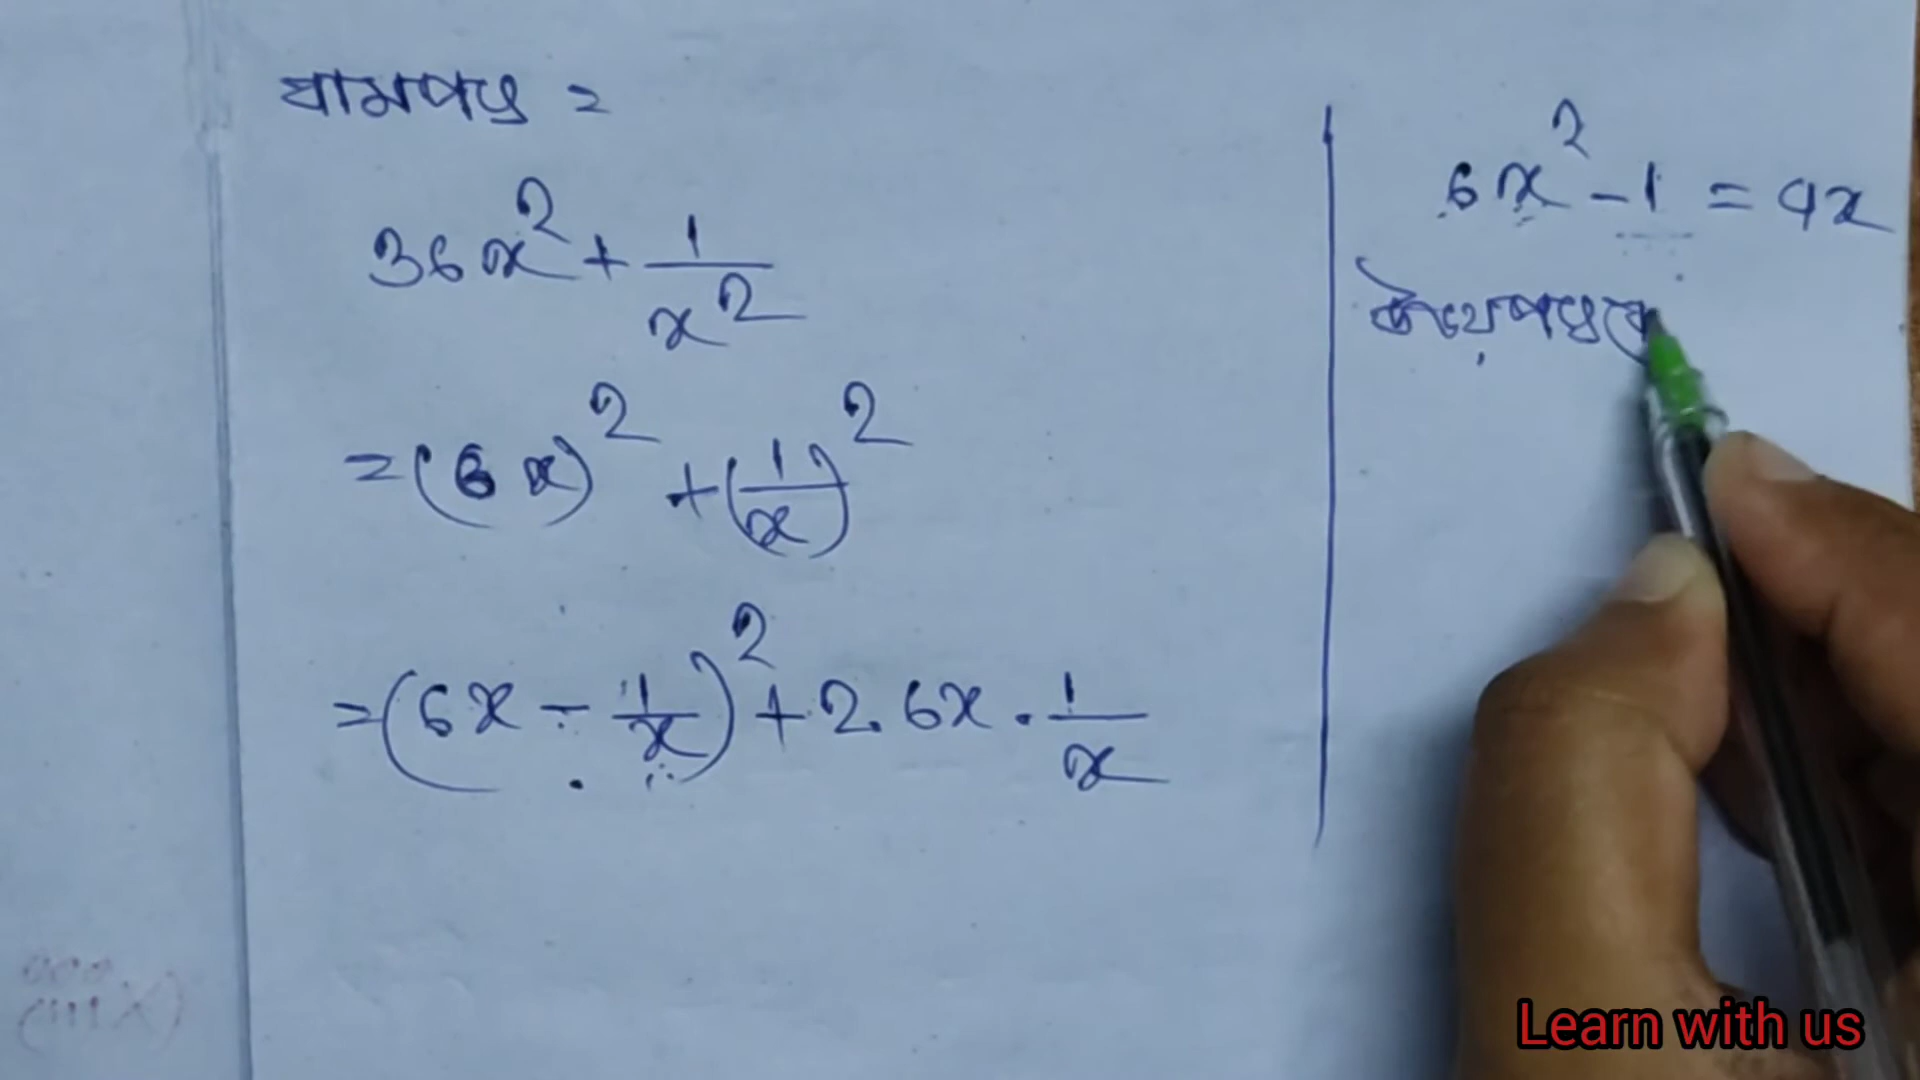 বামপক্ষ =
36x² + 1/x²
= (6x)² + (1/x)²
= (6x - 1/x)² + 2. 6x . 1/x
6x² - 1 = 4x
উভয়পক্ষকে
Learn with us